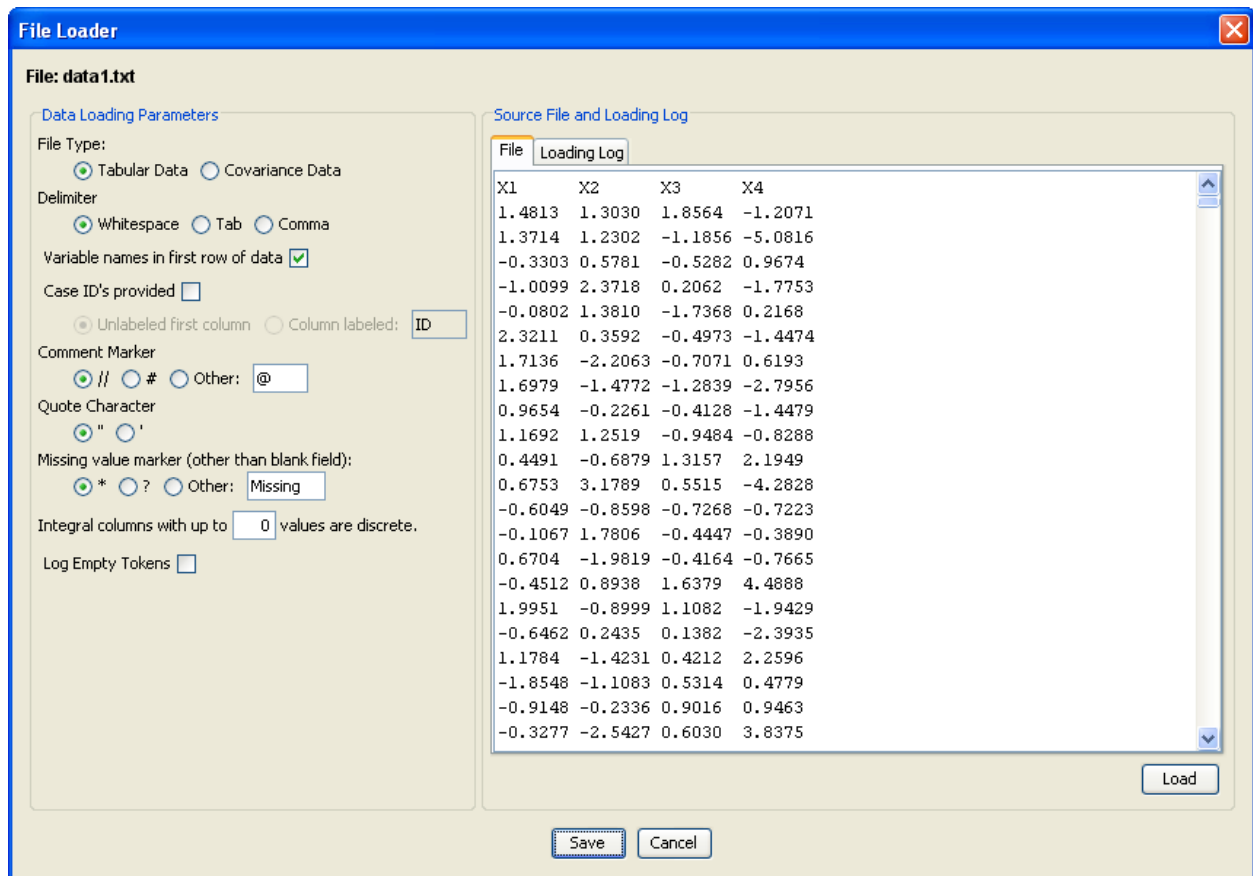 File Loader
File: data1.txt
Data Loading Parameters
File Type:
Tabular Data Covariance Data
Delimiter
Whitespace Tab Comma
Variable names in first row of data
Case ID's provided
Unlabeled first column Column labeled: ID
Comment Marker
// # Other: @
Quote Character
" '
Missing value marker (other than blank field):
* ? Other: Missing
Integral columns with up to 0 values are discrete.
Log Empty Tokens
Source File and Loading Log
File Loading Log
X1 X2 X3 X4
1.4813 1.3030 1.8564 -1.2071
1.3714 1.2302 -1.1856 -5.0816
-0.3303 0.5781 -0.5282 0.9674
-1.0099 2.3718 0.2062 -1.7753
-0.0802 1.3810 -1.7368 0.2168
2.3211 0.3592 -0.4973 -1.4474
1.7136 -2.2063 -0.7071 0.6193
1.6979 -1.4772 -1.2839 -2.7956
0.9654 -0.2261 -0.4128 -1.4479
1.1692 1.2519 -0.9484 -0.8288
0.4491 -0.6879 1.3157 2.1949
0.6753 3.1789 0.5515 -4.2828
-0.6049 -0.8598 -0.7268 -0.7223
-0.1067 1.7806 -0.4447 -0.3890
0.6704 -1.9819 -0.4164 -0.7665
-0.4512 0.8938 1.6379 4.4888
1.9951 -0.8999 1.1082 -1.9429
-0.6462 0.2435 0.1382 -2.3935
1.1784 -1.4231 0.4212 2.2596
-1.8548 -1.1083 0.5314 0.4779
-0.9148 -0.2336 0.9016 0.9463
-0.3277 -2.5427 0.6030 3.8375
Load
Save Cancel